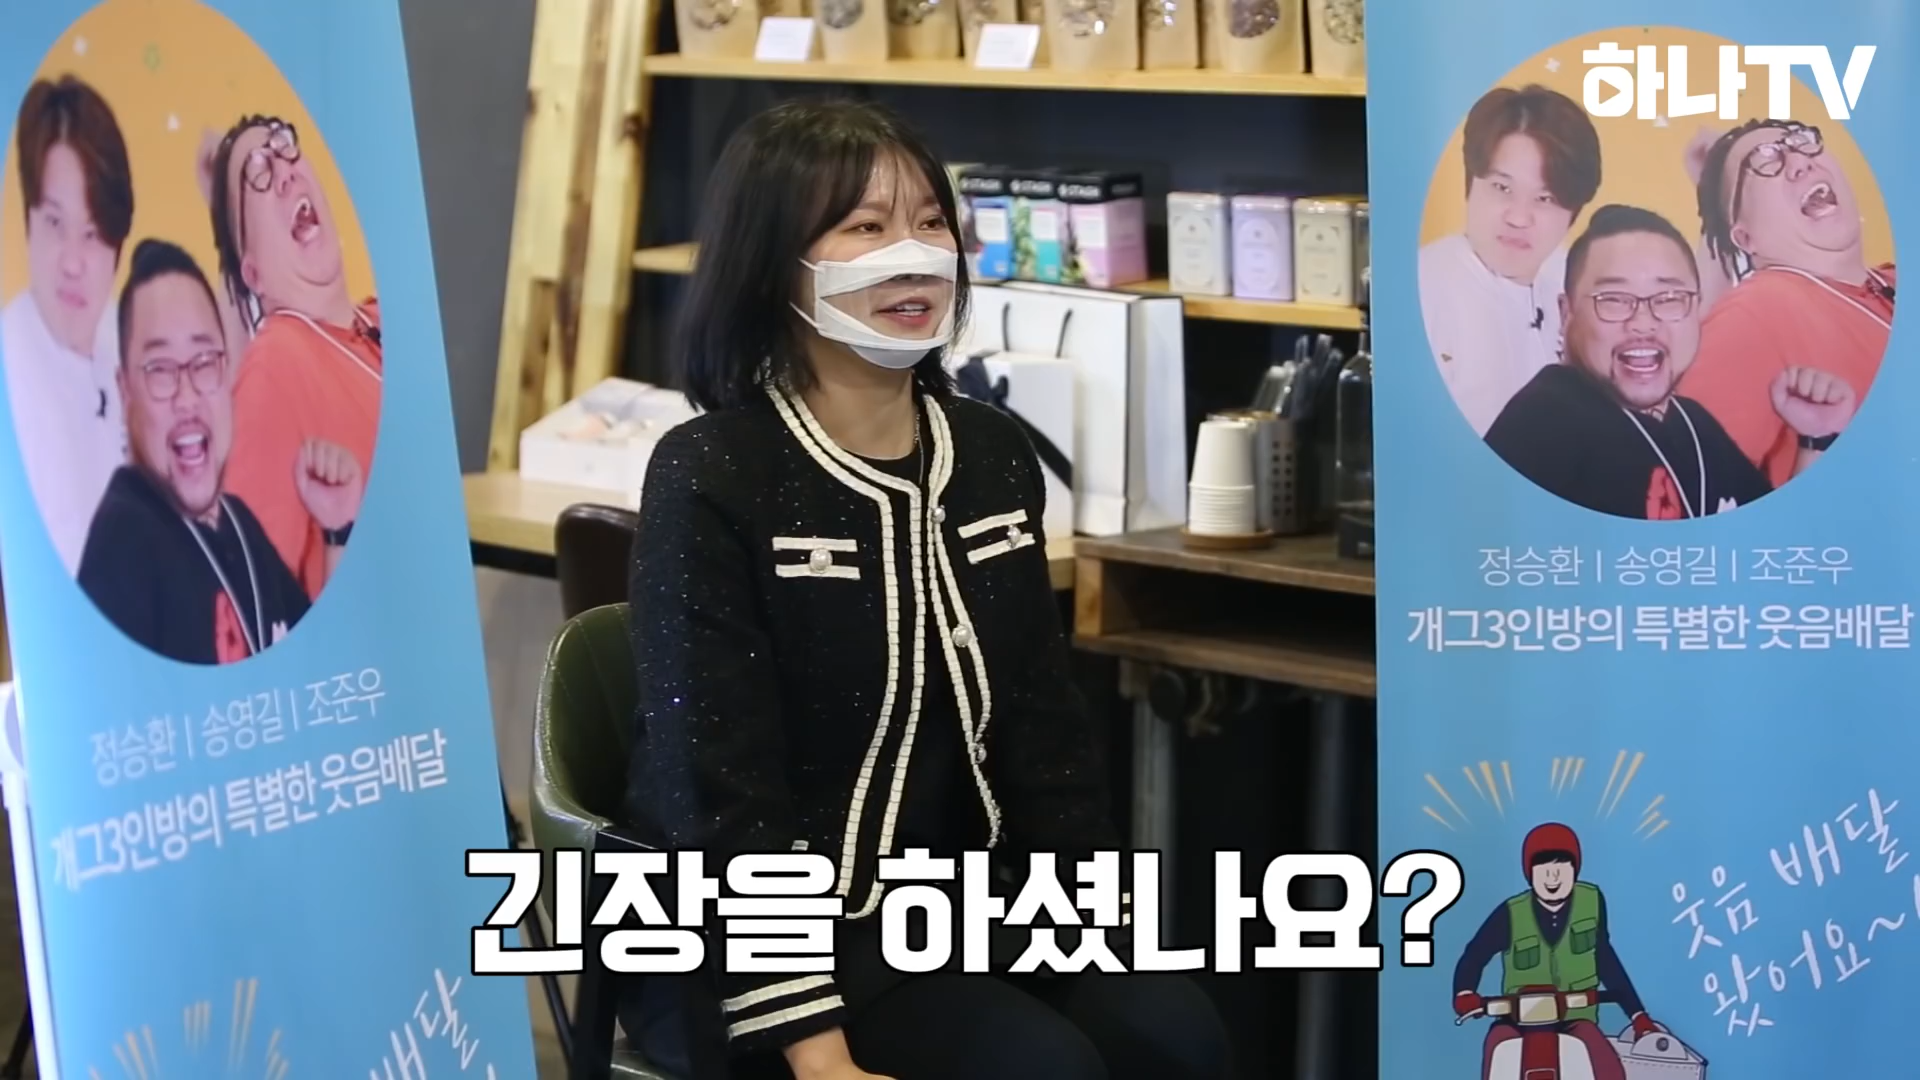 하나TV
정승환 | 송영길 | 조준우
개그3인방의 특별한 웃음배달
웃음 배달
왔어요~!
정승환 | 송영길 | 조준우
개그3인방의 특별한 웃음배달
배달
긴장을 하셨나요?